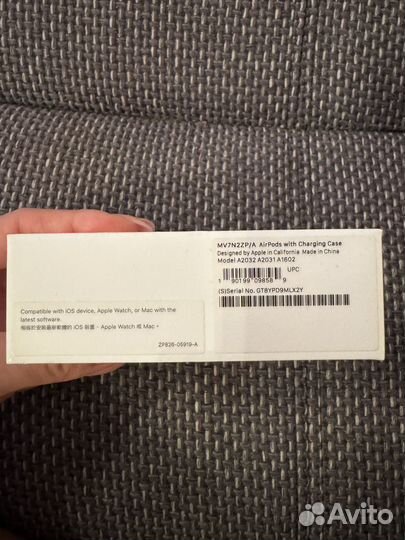 MV7N2ZP/A AirPods with Charging Case
Designed by Apple in California Made in China
Model A2032 A2031 A1602
UPC
1 90199 09858 9
(S)Serial No. GT8YPD9MLX2Y
Compatible with iOS device, Apple Watch, or Mac with the
latest software.
相容於安裝最新軟體的 iOS 裝置、Apple Watch 或 Mac。
ZP826-05919-A
Avito